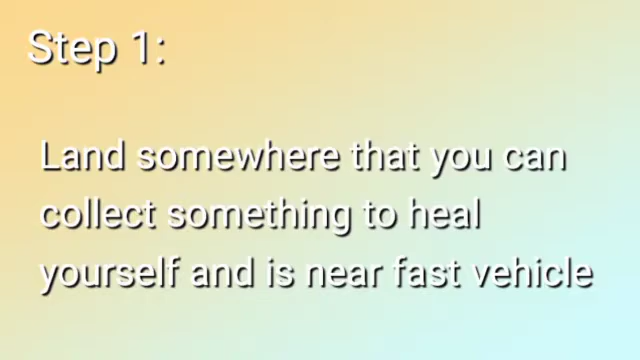 Step 1:
Land somewhere that you can
collect something to heal
yourself and is near fast vehicle